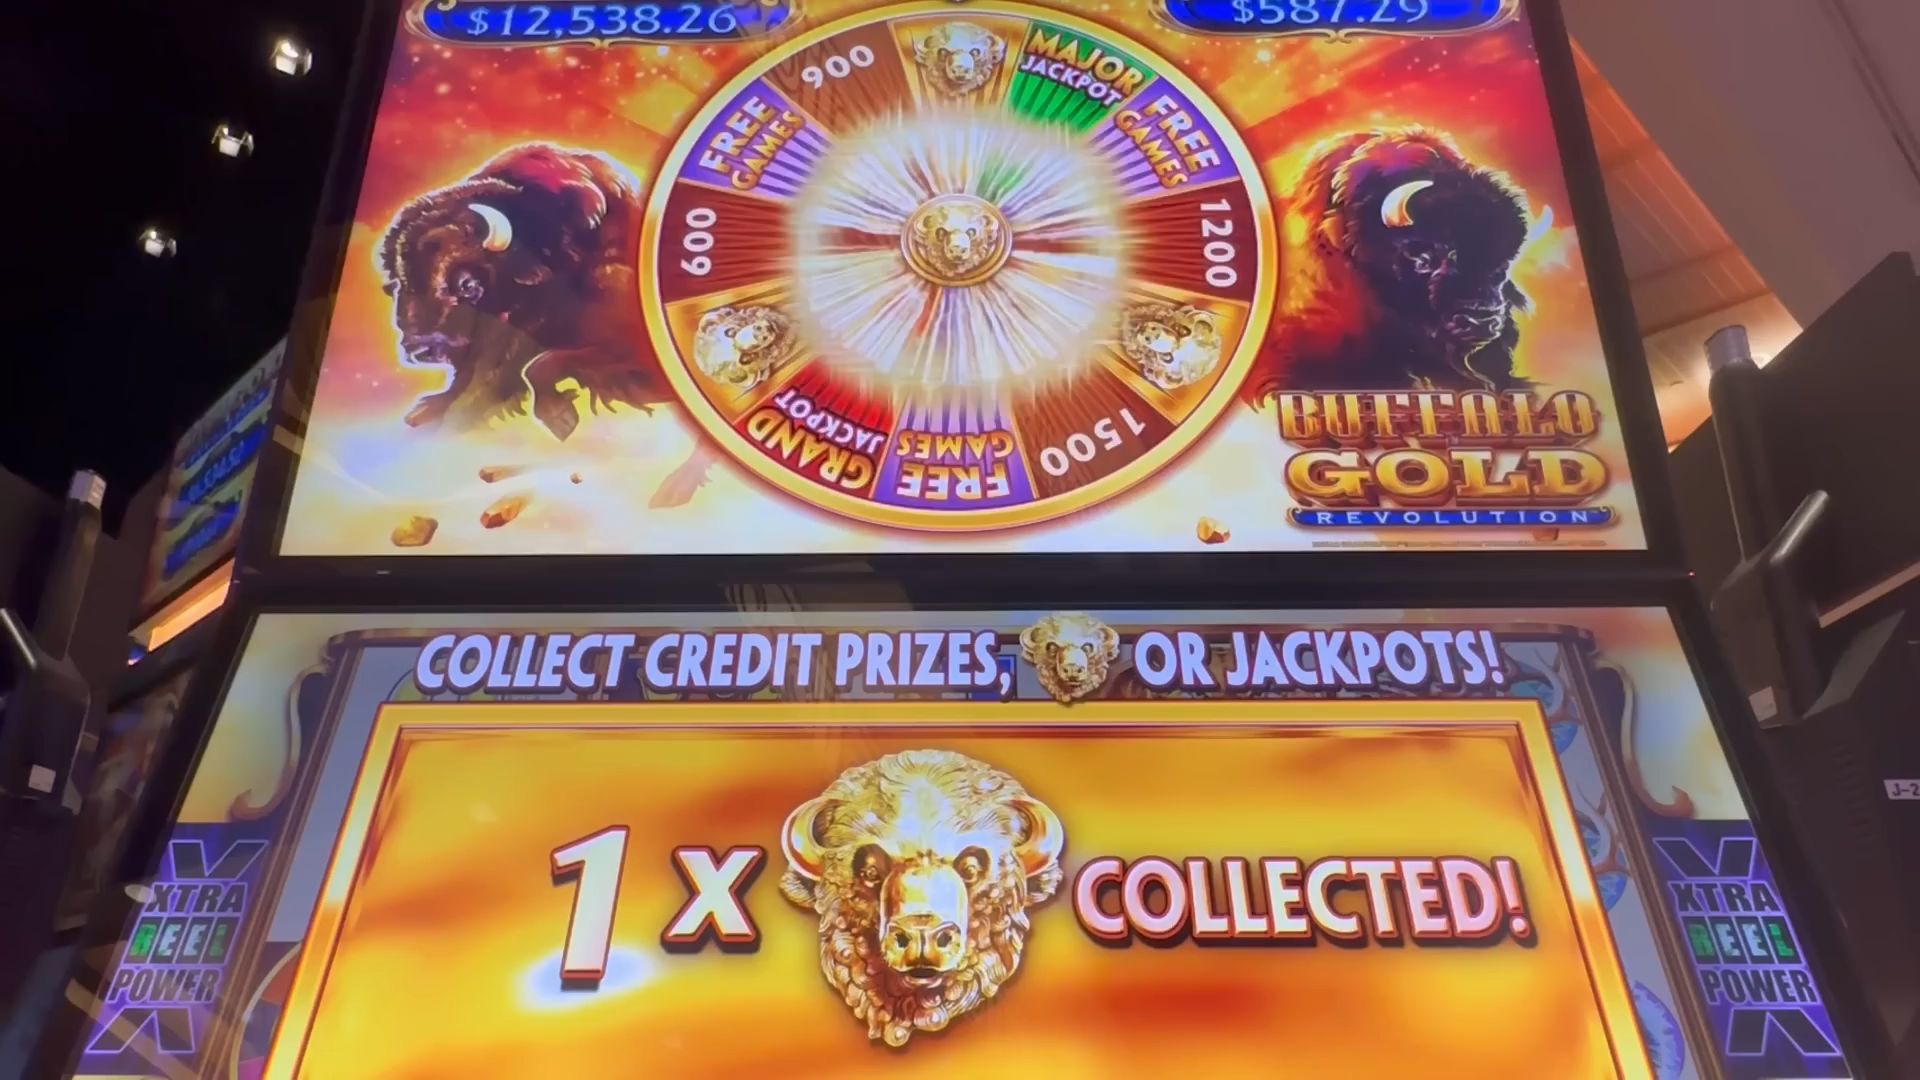 $12,538.26
$587.29
900
MAJOR
JACKPOT
FREE
GAMES
FREE
GAMES
600
1200
GRAND
JACKPOT
FREE
GAMES
1500
BUFFALO
GOLD
REVOLUTION
COLLECT CREDIT PRIZES, OR JACKPOTS!
1 X COLLECTED!
XTRA
REEL
POWER
XTRA
REEL
POWER
J-2